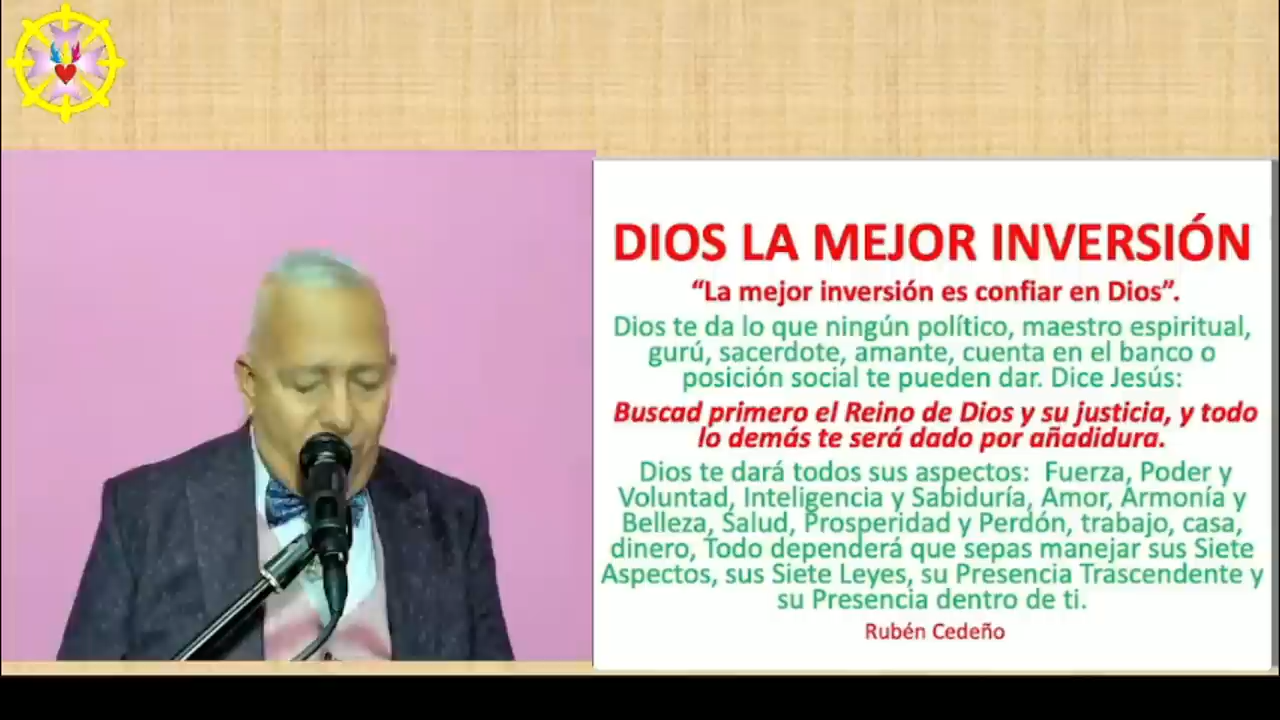 DIOS LA MEJOR INVERSIÓN
“La mejor inversión es confiar en Dios”.
Dios te da lo que ningún político, maestro espiritual,
gurú, sacerdote, amante, cuenta en el banco o
posición social te pueden dar. Dice Jesús:
Buscad primero el Reino de Dios y su justicia, y todo
lo demás te será dado por añadidura.
Dios te dará todos sus aspectos: Fuerza, Poder y
Voluntad, Inteligencia y Sabiduría, Amor, Armonía y
Belleza, Salud, Prosperidad y Perdón, trabajo, casa,
dinero, Todo dependerá que sepas manejar sus Siete
Aspectos, sus Siete Leyes, su Presencia Trascendente y
su Presencia dentro de ti.
Rubén Cedeño